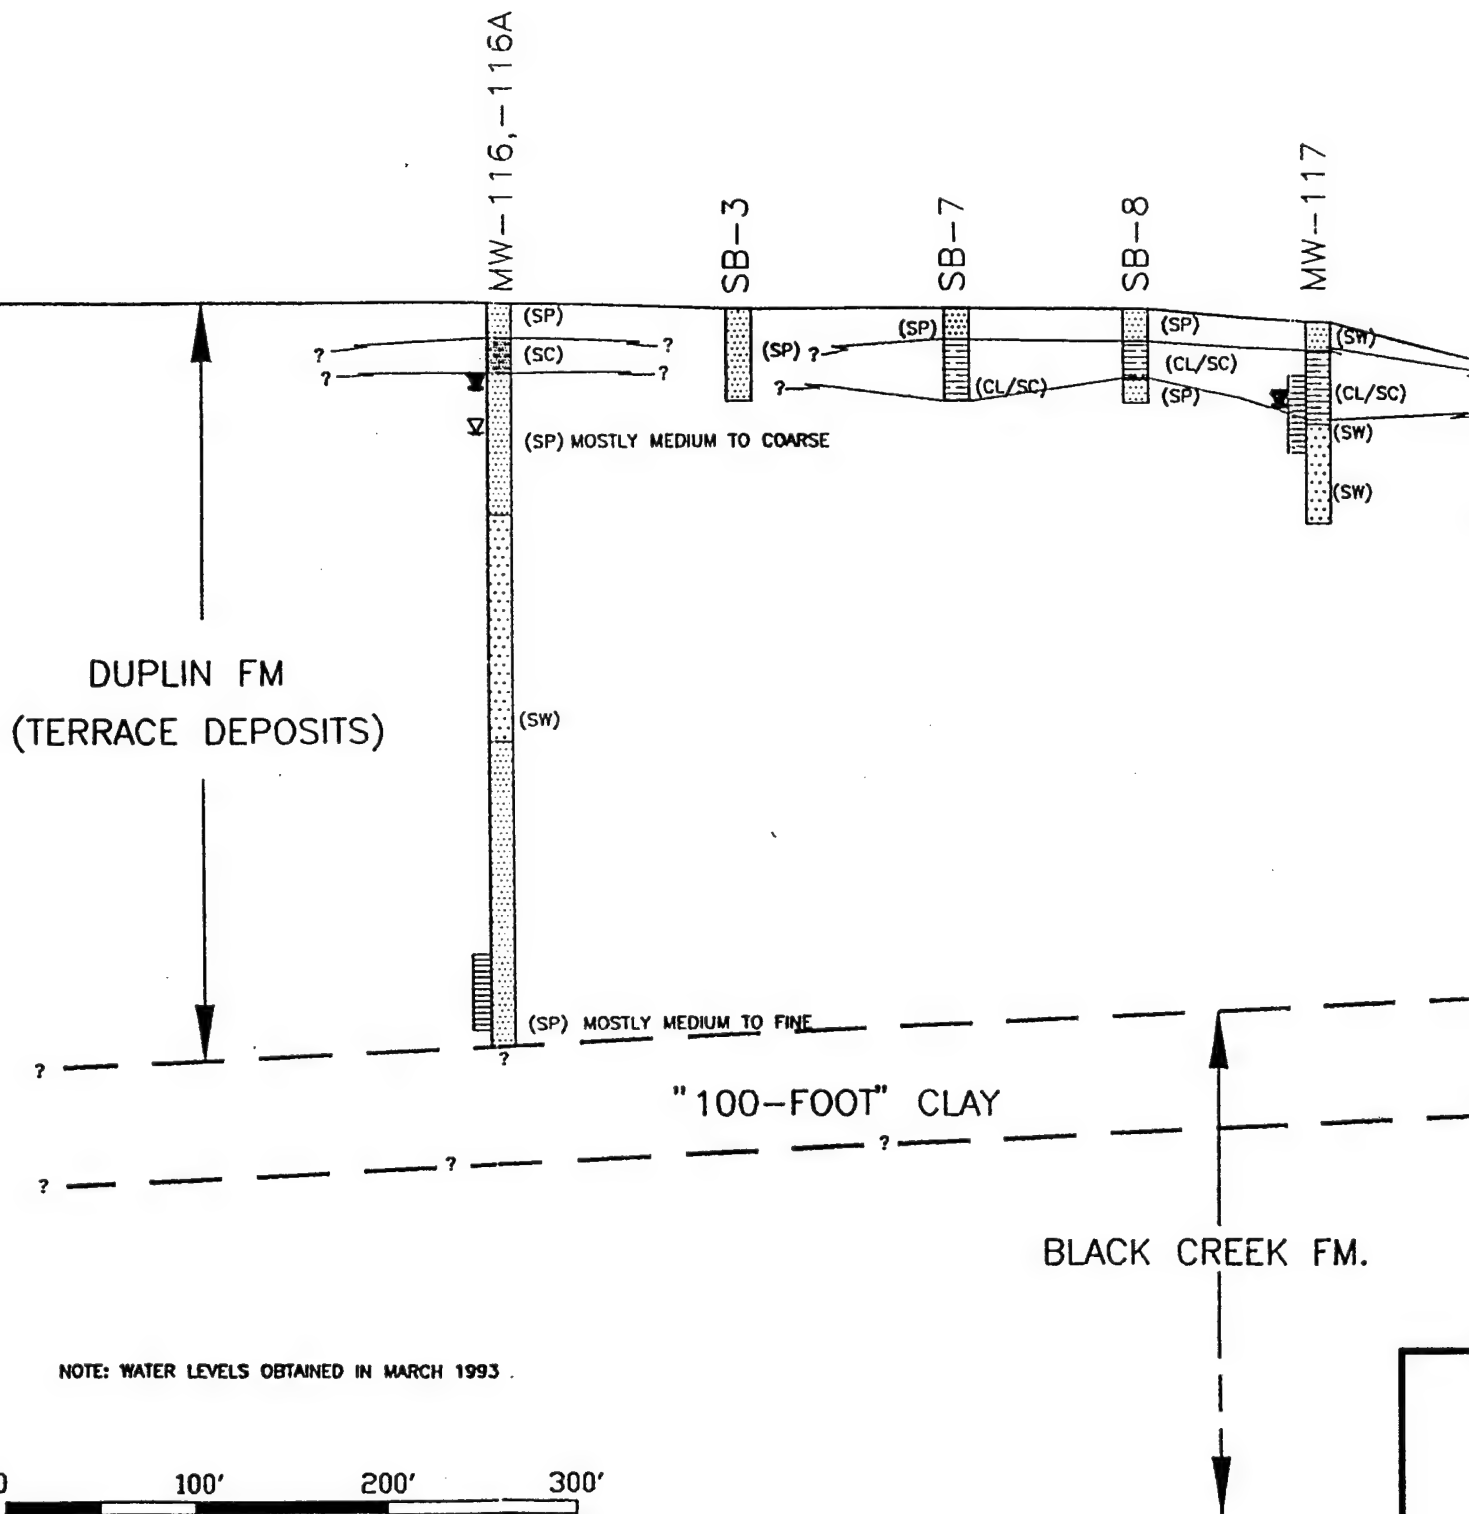 MW-116,-116A
SB-3
SB-7
SB-8
MW-117
(SP)
(SP)
(SP)
(SW)
?
?
(SC)
(SP)
?
(CL/SC)
?
?
?
(CL/SC)
(SP)
(CL/SC)
(SP) MOSTLY MEDIUM TO COARSE
(SW)
(SW)
DUPLIN FM
(TERRACE DEPOSITS)
(SW)
(SP) MOSTLY MEDIUM TO FINE
?
?
"100-FOOT" CLAY
?
?
?
BLACK CREEK FM.
NOTE: WATER LEVELS OBTAINED IN MARCH 1993 .
0 100' 200' 300'